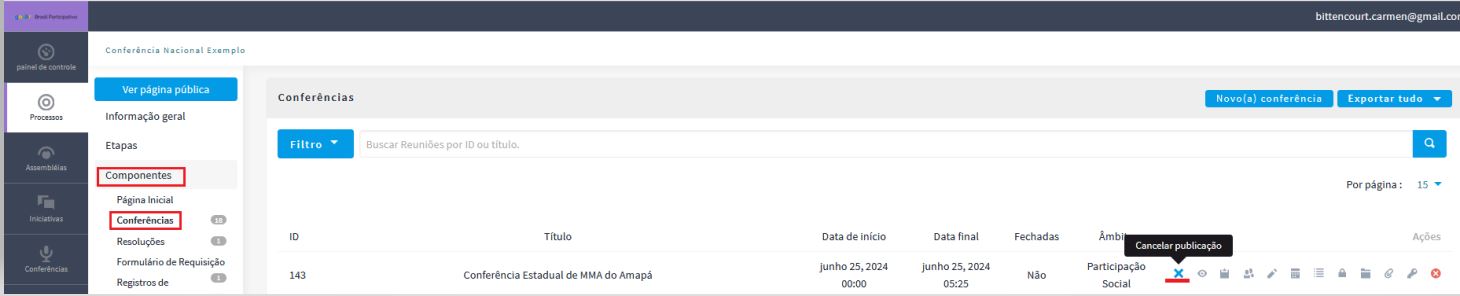 Brasil Participativo
bittencourt.carmen@gmail.co
painel de controle
Processos
Assembléias
Iniciativas
Conferências
Conferência Nacional Exemplo
Ver página pública
Informação geral
Etapas
Componentes
Página Inicial
Conferências 18
Resoluções 1
Formulário de Requisição
Registros de 1
Conferências
Novo(a) conferência Exportar tudo
Filtro Buscar Reuniões por ID ou título.
Por página : 15
ID Título Data de início Data final Fechadas Ações
Cancelar publicação
143 Conferência Estadual de MMA do Amapá junho 25, 2024 00:00 junho 25, 2024 05:25 Não Participação Social